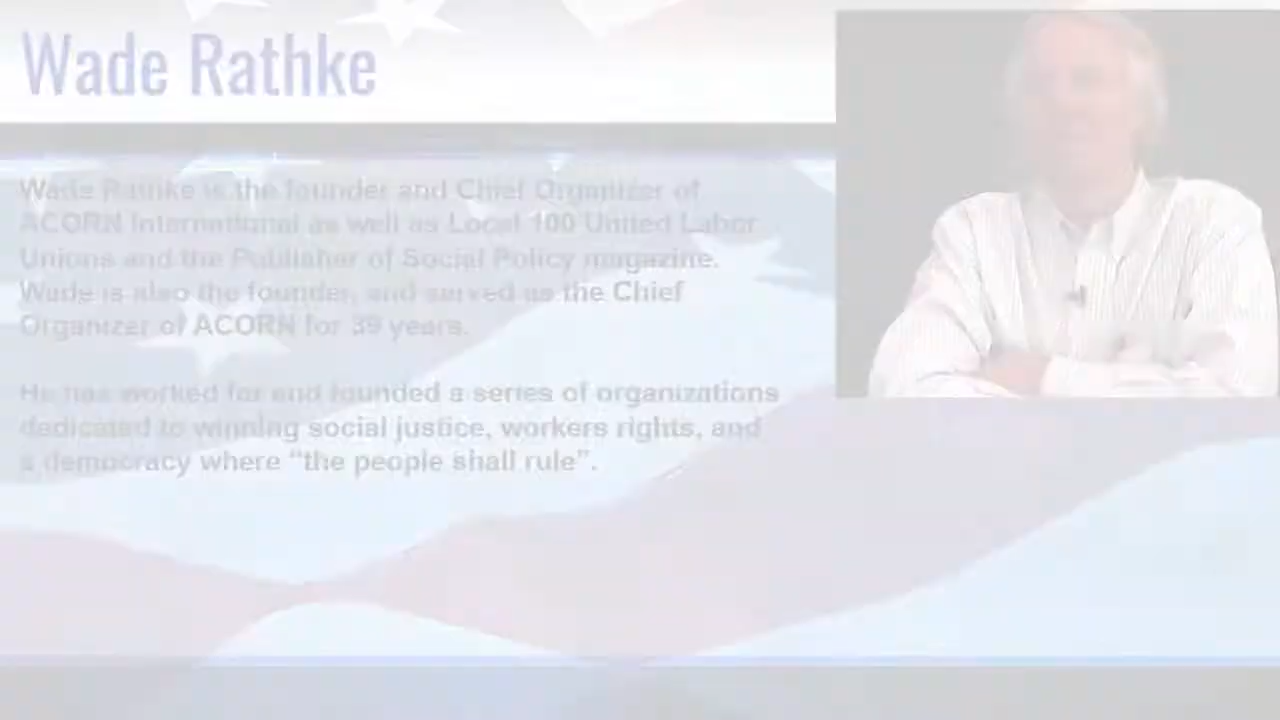 Wade Rathke
Wade Rathke is the founder and Chief Organizer of
ACORN International as well as Local 100 United Labor
Unions and the Publisher of Social Policy magazine.
Wade is also the founder, and served as the Chief
Organizer of ACORN for 39 years.
He has worked for and founded a series of organizations
dedicated to winning social justice, workers rights, and
a democracy where “the people shall rule”.